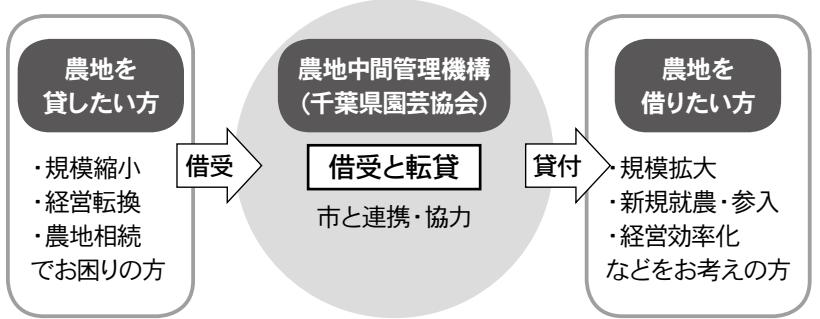 農地を
貸したい方
・規模縮小
・経営転換
・農地相続
でお困りの方
借受
農地中間管理機構
(千葉県園芸協会)
借受と転貸
市と連携・協力
貸付
農地を
借りたい方
・規模拡大
・新規就農・参入
・経営効率化
などをお考えの方